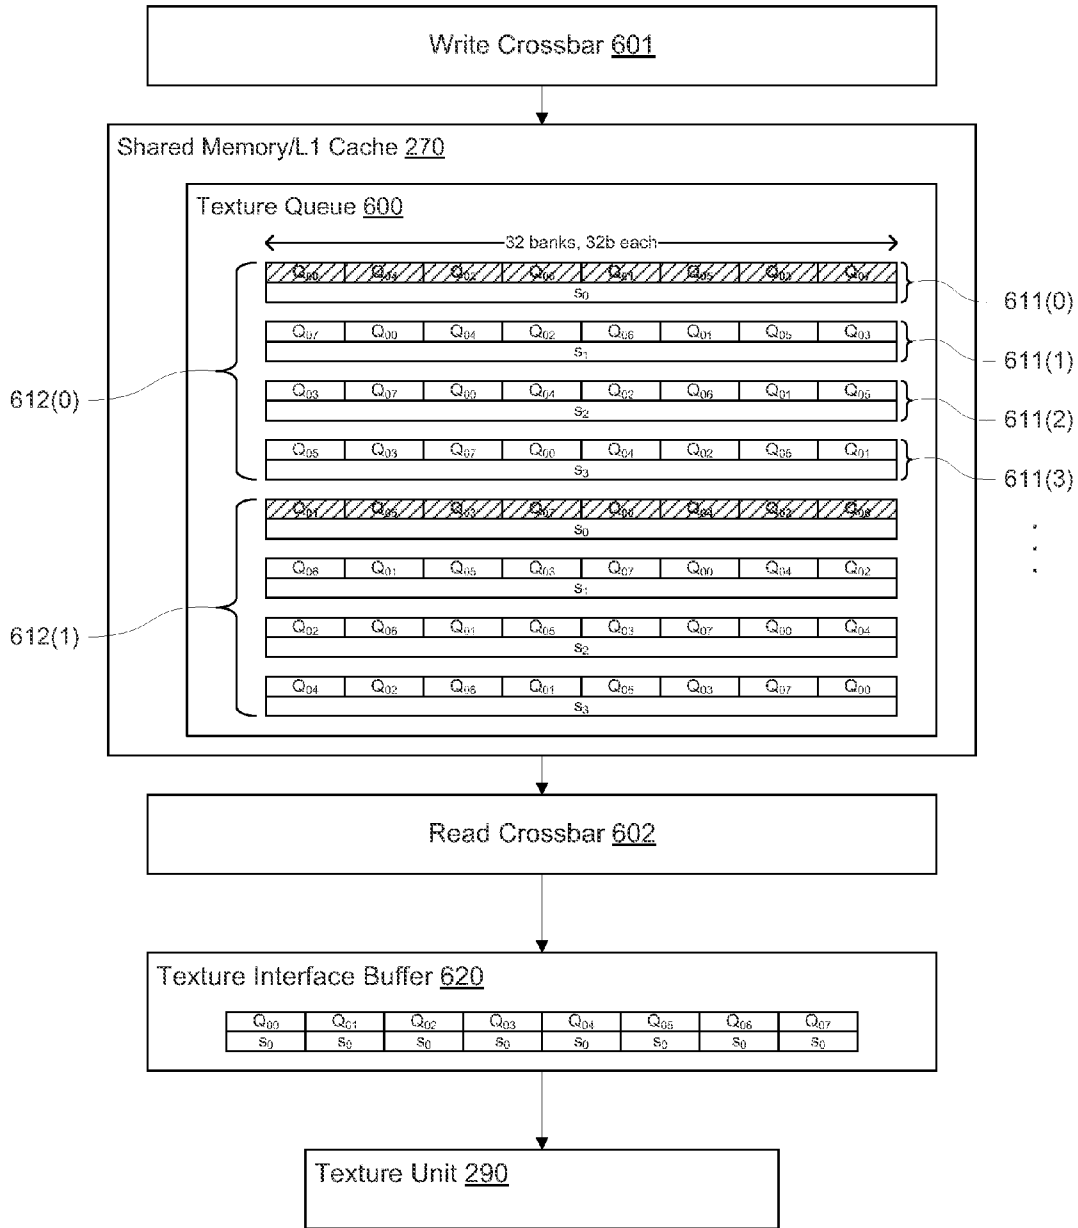 Write Crossbar 601
Shared Memory/L1 Cache 270
Texture Queue 600
32 banks, 32b each
Q00 Q04 Q02 Q06 Q01 Q05 Q03 Q07
S0
611(0)
Q07 Q00 Q04 Q02 Q06 Q01 Q05 Q03
S1
611(1)
612(0)
Q03 Q07 Q00 Q04 Q02 Q06 Q01 Q05
S2
611(2)
Q05 Q03 Q07 Q00 Q04 Q02 Q06 Q01
S3
611(3)
Q01 Q05 Q03 Q07 Q00 Q04 Q02 Q06
S0
Q06 Q01 Q05 Q03 Q07 Q00 Q04 Q02
S1
612(1)
Q02 Q06 Q01 Q05 Q03 Q07 Q00 Q04
S2
Q04 Q02 Q06 Q01 Q05 Q03 Q07 Q00
S3
Read Crossbar 602
Texture Interface Buffer 620
Q00 Q01 Q02 Q03 Q04 Q05 Q06 Q07
S0 S0 S0 S0 S0 S0 S0 S0
Texture Unit 290